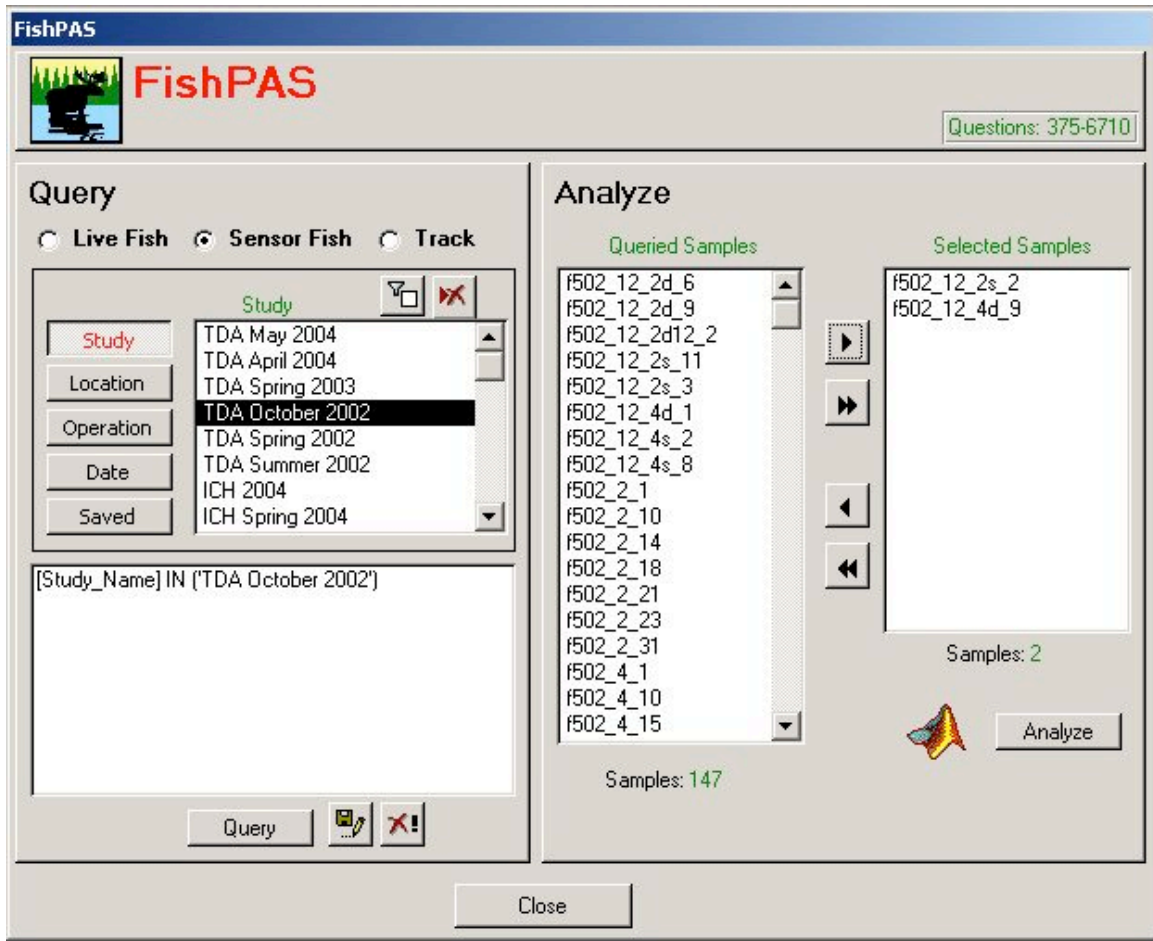 FishPAS
FishPAS
Questions: 375-6710
Query
Live Fish Sensor Fish Track
Study
Study
Location
Operation
Date
Saved
TDA May 2004
TDA April 2004
TDA Spring 2003
TDA October 2002
TDA Spring 2002
TDA Summer 2002
ICH 2004
ICH Spring 2004
[Study_Name] IN ('TDA October 2002')
Query
Analyze
Queried Samples
f502_12_2d_6
f502_12_2d_9
f502_12_2d12_2
f502_12_2s_11
f502_12_2s_3
f502_12_4d_1
f502_12_4s_2
f502_12_4s_8
f502_2_1
f502_2_10
f502_2_14
f502_2_18
f502_2_21
f502_2_23
f502_2_31
f502_4_1
f502_4_10
f502_4_15
Samples: 147
Selected Samples
f502_12_2s_2
f502_12_4d_9
Samples: 2
Analyze
Close